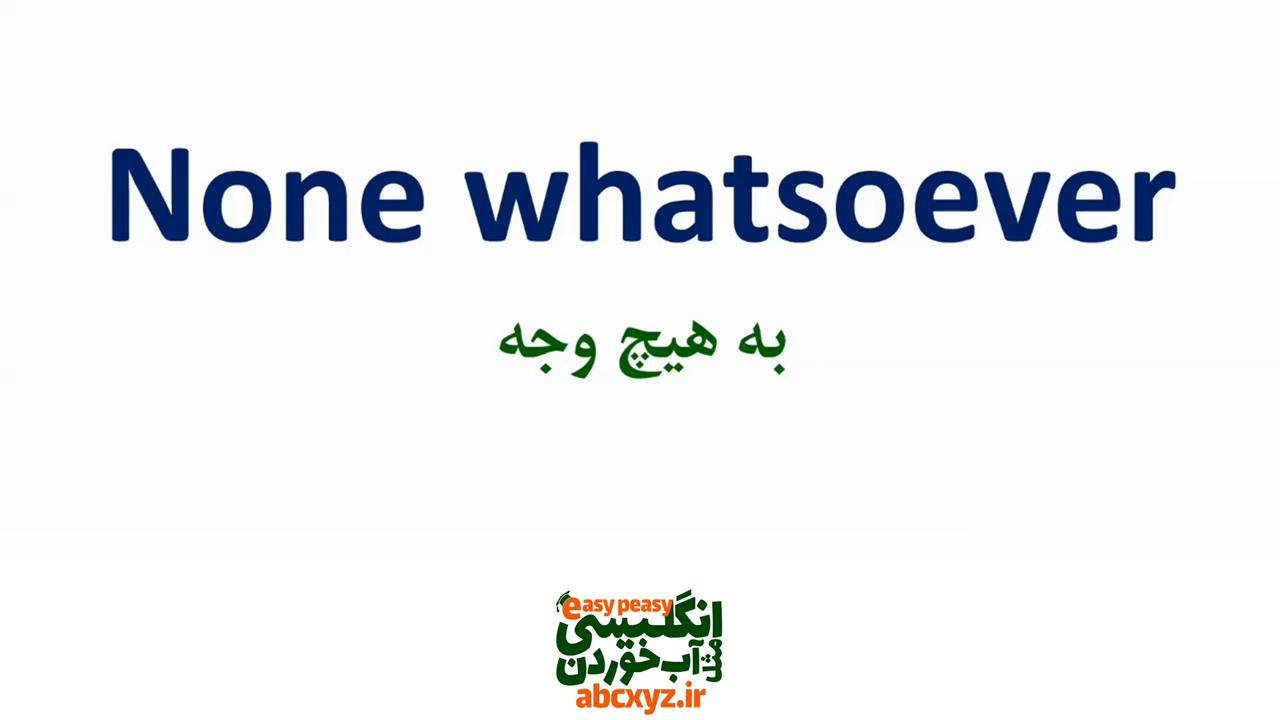 None whatsoever
به هیچ وجه
easy peasy
انگلیسی
مثل آب خوردن
abcxyz.ir